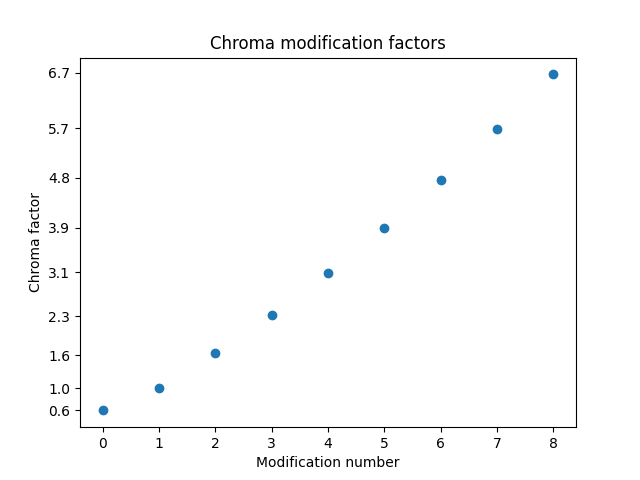 Chroma modification factors
6.7
5.7
4.8
3.9
3.1
2.3
1.6
1.0
0.6
Chroma factor
0 1 2 3 4 5 6 7 8
Modification number